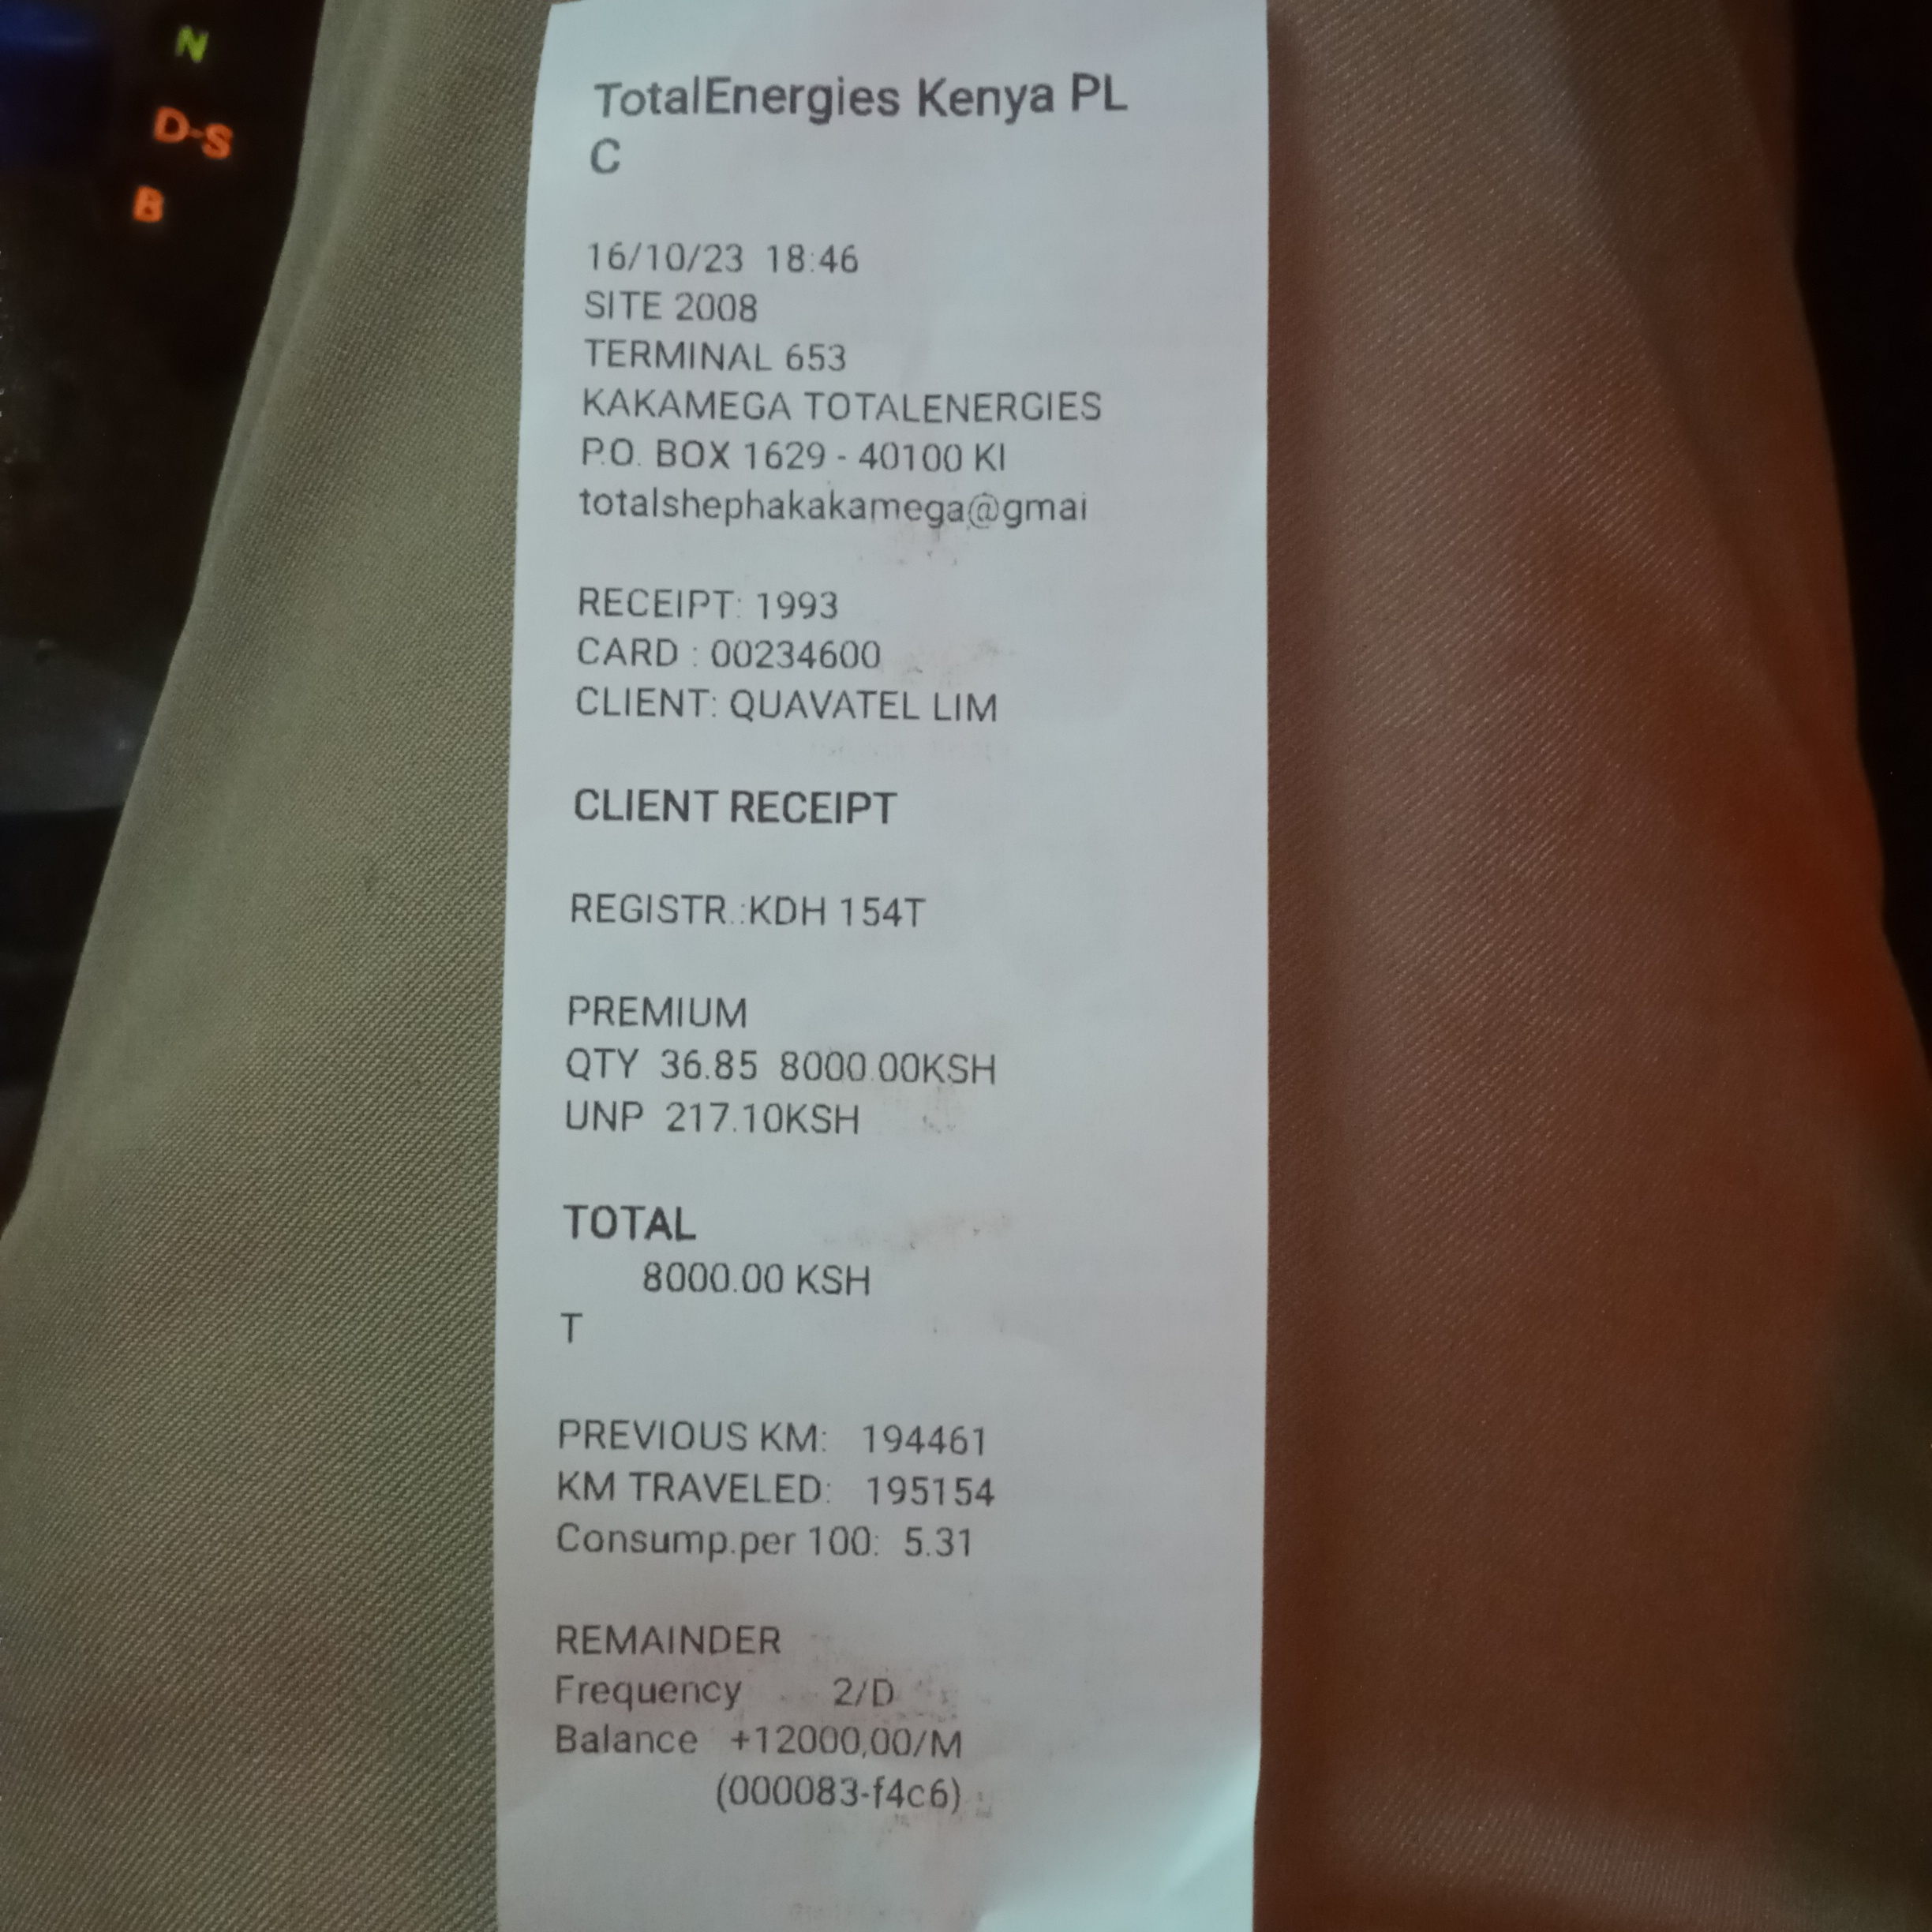 N
D-S
B
TotalEnergies Kenya PL
C
16/10/23 18:46
SITE 2008
TERMINAL 653
KAKAMEGA TOTALENERGIES
P.O. BOX 1629 - 40100 KI
totalshephakakamega@gmai
RECEIPT: 1993
CARD : 00234600
CLIENT: QUAVATEL LIM
CLIENT RECEIPT
REGISTR.:KDH 154T
PREMIUM
QTY 36.85 8000.00KSH
UNP 217.10KSH
TOTAL
8000.00 KSH
T
PREVIOUS KM: 194461
KM TRAVELED: 195154
Consump.per 100: 5.31
REMAINDER
Frequency 2/D
Balance +12000,00/M
(000083-f4c6)